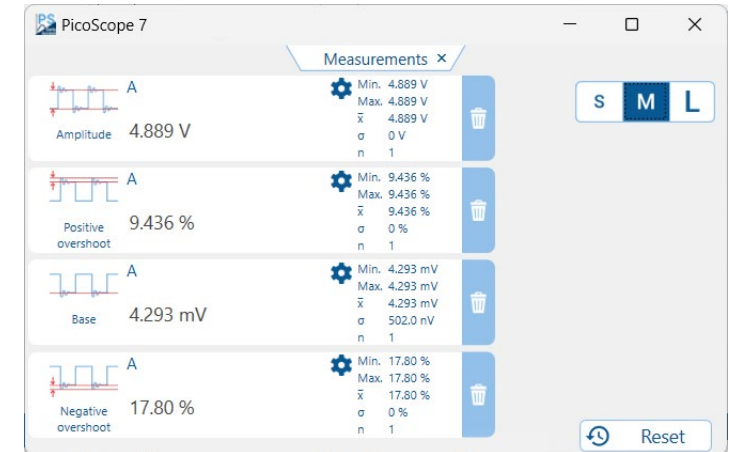 PS PicoScope 7
Measurements ×
A
Amplitude 4.889 V
Min. 4.889 V
Max. 4.889 V
x̄ 4.889 V
σ 0 V
n 1
A
Positive overshoot 9.436 %
Min. 9.436 %
Max. 9.436 %
x̄ 9.436 %
σ 0 %
n 1
A
Base 4.293 mV
Min. 4.293 mV
Max. 4.293 mV
x̄ 4.293 mV
σ 502.0 nV
n 1
A
Negative overshoot 17.80 %
Min. 17.80 %
Max. 17.80 %
x̄ 17.80 %
σ 0 %
n 1
S M L
Reset